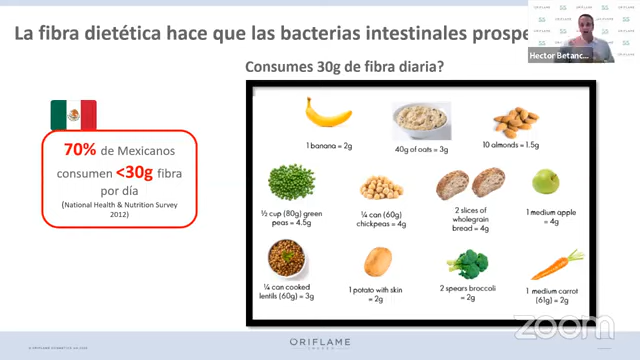 La fibra dietética hace que las bacterias intestinales prospe
Consumes 30g de fibra diaria?
70% de Mexicanos
consumen <30g fibra
por día
(National Health & Nutrition Survey
2012)
1 banana = 2g
40g of oats = 3g
10 almonds = 1.5g
½ cup (80g) green
peas = 4.5g
¼ can (60g)
chickpeas = 4g
2 slices of
wholegrain
bread = 4g
1 medium apple
= 4g
¼ can cooked
lentils (60g) = 3g
1 potato with skin
= 2g
2 spears broccoli
= 2g
1 medium carrot
(61g) = 2g
Hector Betanc...
ORIFLAME
SWEDEN
zoom